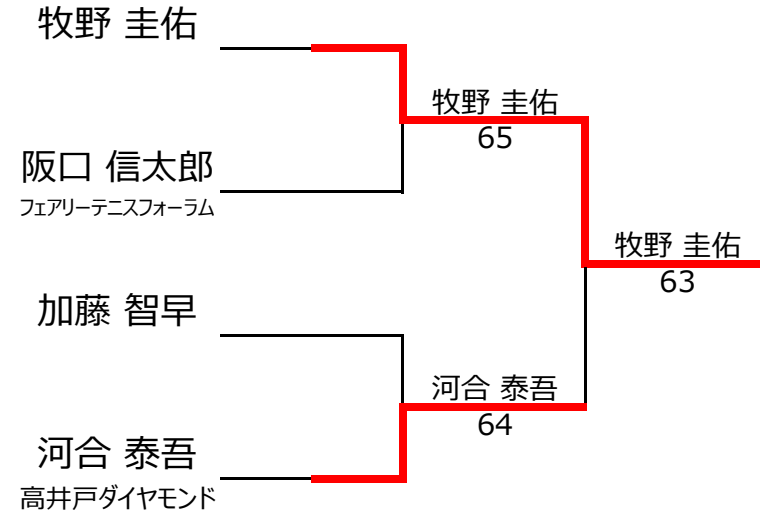 牧野 圭佑
阪口 信太郎
フェアリーテニスフォーラム
加藤 智早
河合 泰吾
高井戸ダイヤモンド
牧野 圭佑
65
河合 泰吾
64
牧野 圭佑
63